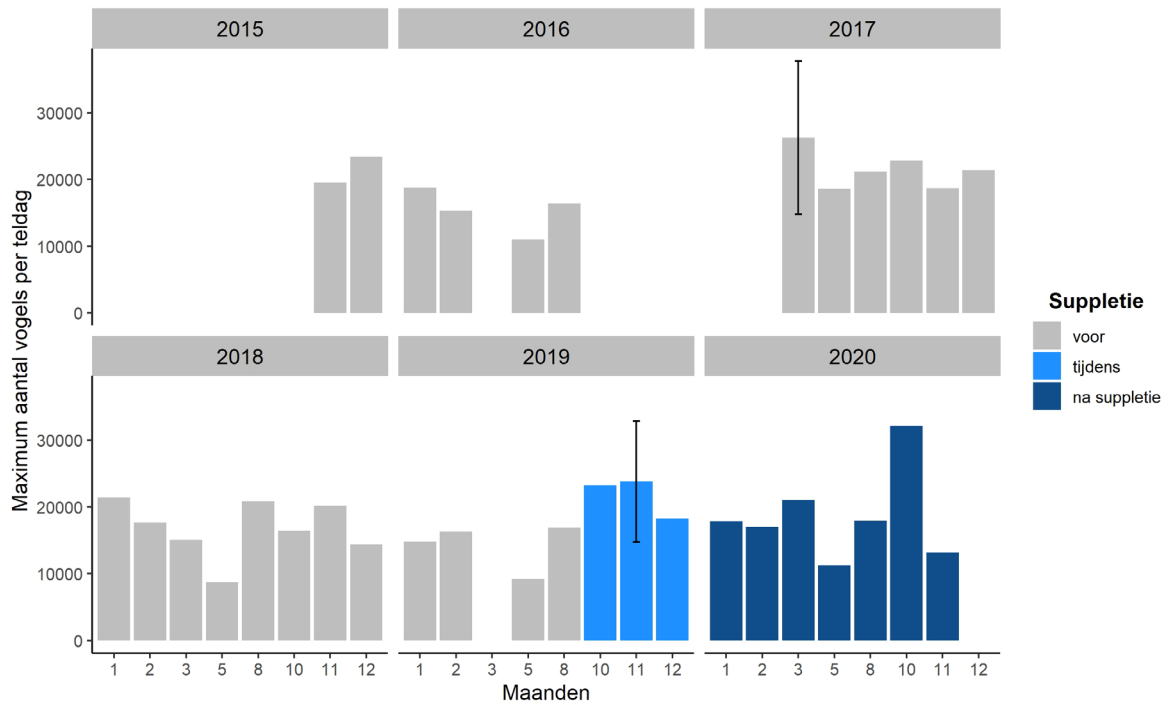 2015 2016 2017
Maximum aantal vogels per teldag
30000
20000
10000
0
2018 2019 2020
30000
20000
10000
0
1 2 3 5 8 10 11 12 1 2 3 5 8 10 11 12 1 2 3 5 8 10 11 12
Maanden
Suppletie
voor
tijdens
na suppletie